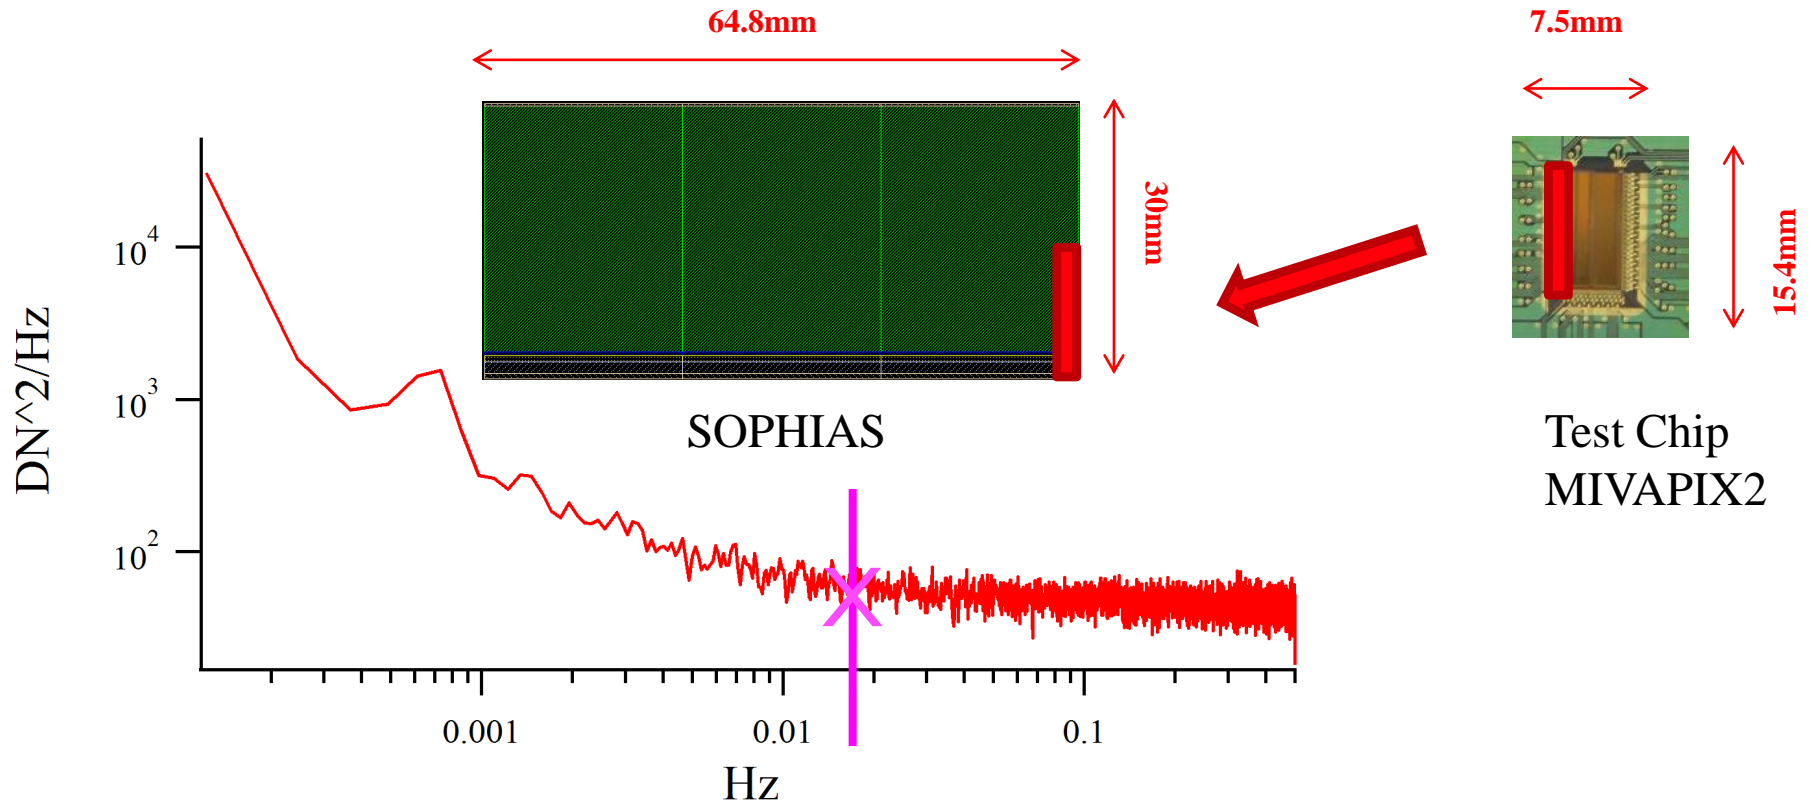 64.8mm
7.5mm
30mm
15.4mm
10^4
10^3
10^2
DN^2/Hz
SOPHIAS
Test Chip
MIVAPIX2
0.001
0.01
0.1
Hz